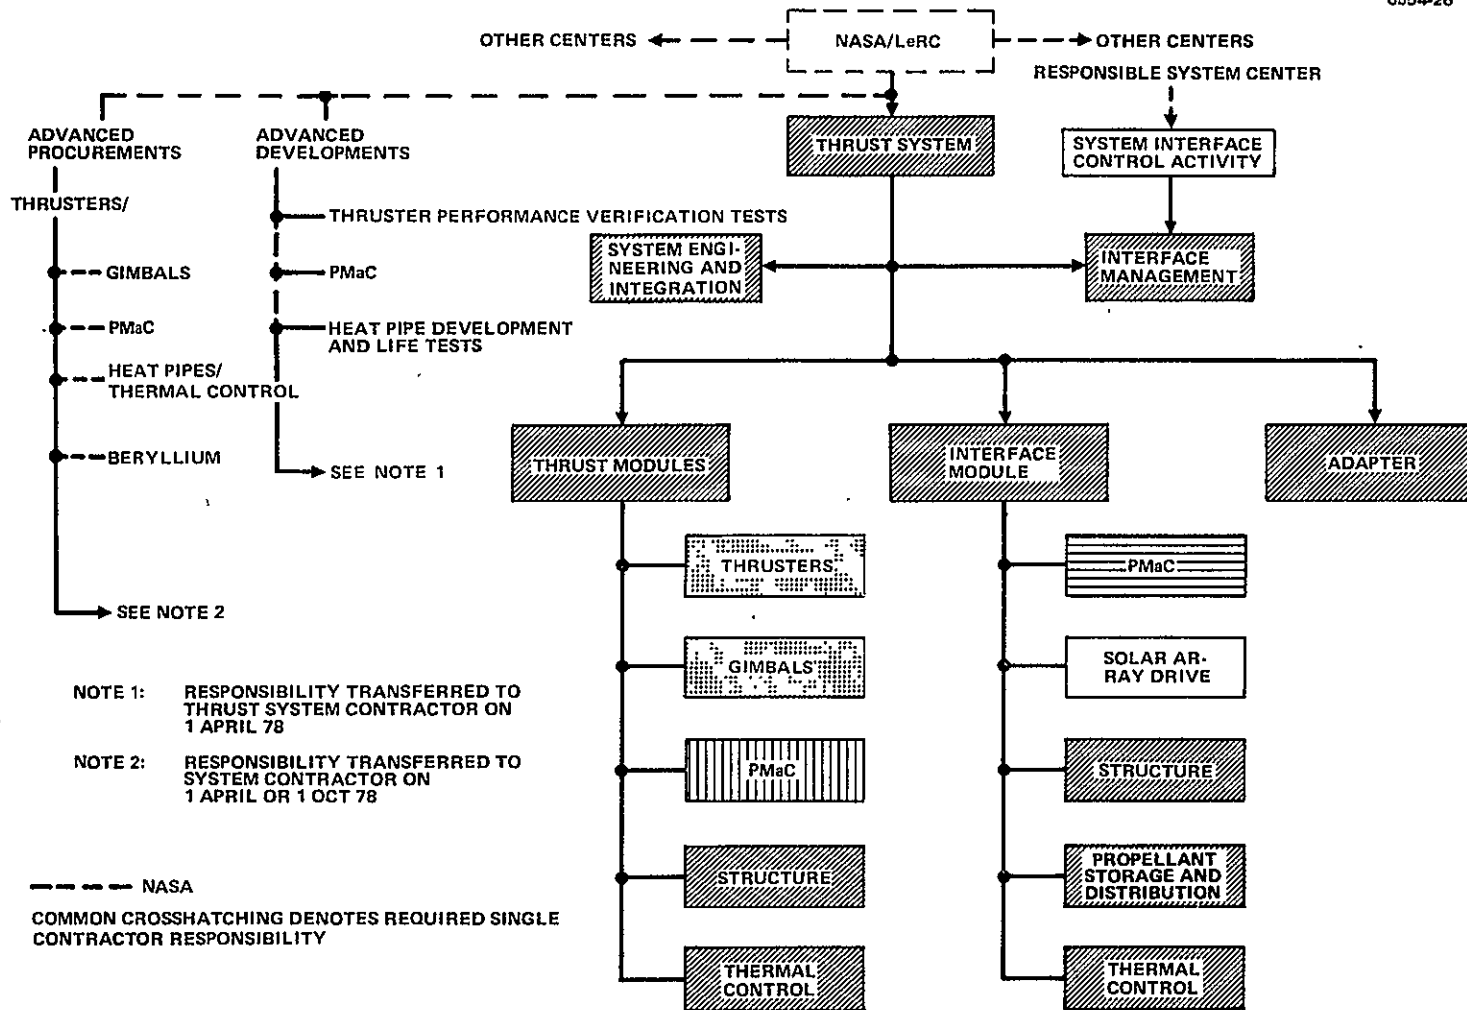 OTHER CENTERS
NASA/LeRC
OTHER CENTERS
RESPONSIBLE SYSTEM CENTER
ADVANCED
PROCUREMENTS
ADVANCED
DEVELOPMENTS
THRUST SYSTEM
SYSTEM INTERFACE
CONTROL ACTIVITY
THRUSTERS/
GIMBALS
PMaC
HEAT PIPES/
THERMAL CONTROL
BERYLLIUM
SEE NOTE 2
THRUSTER PERFORMANCE VERIFICATION TESTS
PMaC
HEAT PIPE DEVELOPMENT
AND LIFE TESTS
SEE NOTE 1
SYSTEM ENGI-
NEERING AND
INTEGRATION
INTERFACE
MANAGEMENT
THRUST MODULES
INTERFACE
MODULE
ADAPTER
THRUSTERS
GIMBALS
PMaC
STRUCTURE
THERMAL
CONTROL
PMaC
SOLAR AR-
RAY DRIVE
STRUCTURE
PROPELLANT
STORAGE AND
DISTRIBUTION
THERMAL
CONTROL
NOTE 1: RESPONSIBILITY TRANSFERRED TO
THRUST SYSTEM CONTRACTOR ON
1 APRIL 78
NOTE 2: RESPONSIBILITY TRANSFERRED TO
SYSTEM CONTRACTOR ON
1 APRIL OR 1 OCT 78
NASA
COMMON CROSSHATCHING DENOTES REQUIRED SINGLE
CONTRACTOR RESPONSIBILITY